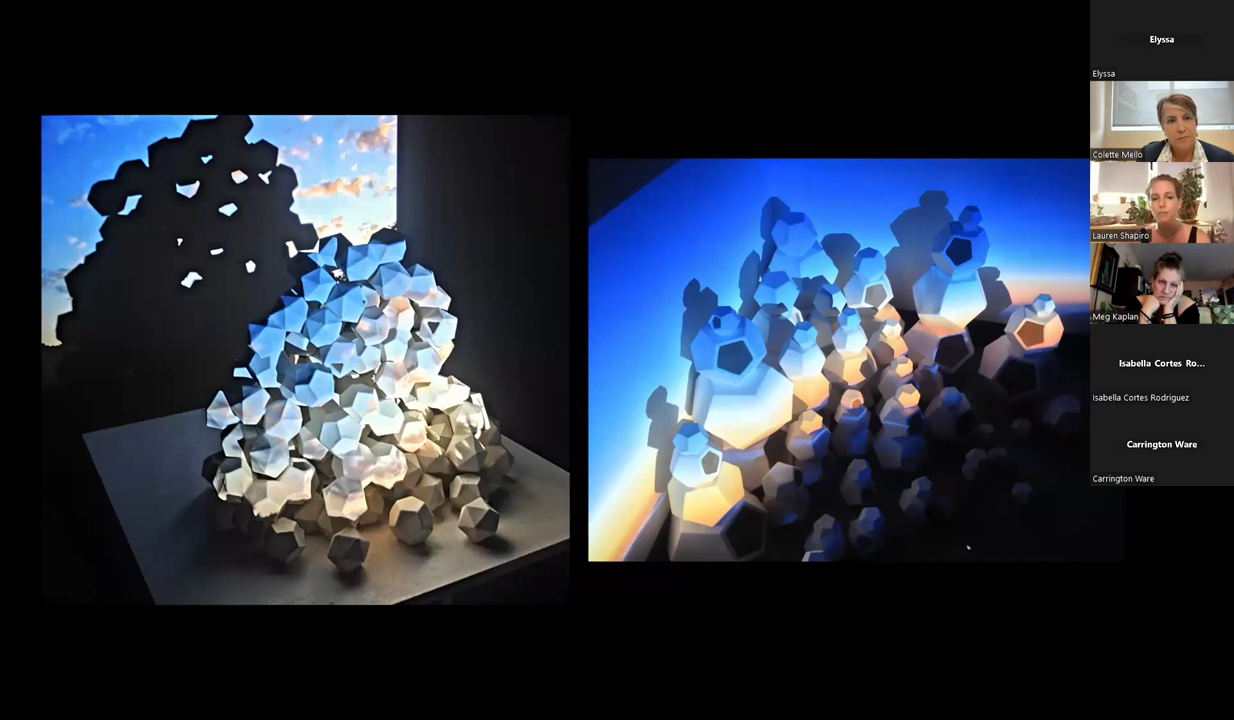 Elyssa
Elyssa
Colette Mello
Lauren Shapiro
Meg Kaplan
Isabella Cortes Ro...
Isabella Cortes Rodriguez
Carrington Ware
Carrington Ware